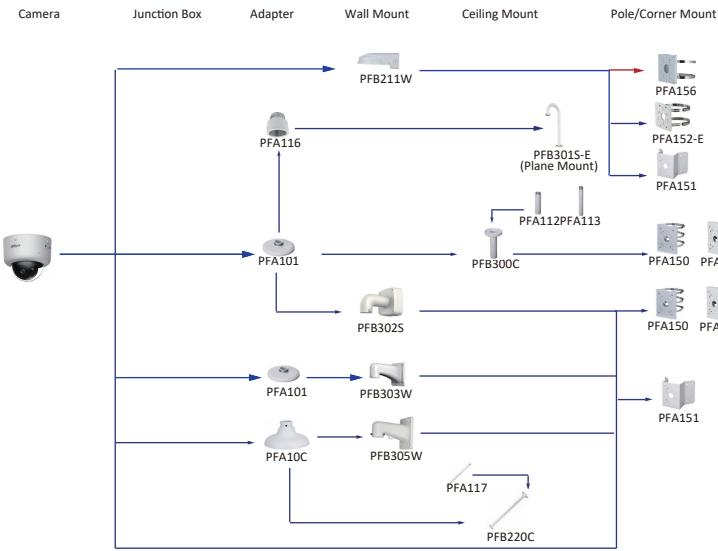 Camera
Junction Box
Adapter
Wall Mount
Ceiling Mount
Pole/Corner Mount
PFB211W
PFA156
PFA116
PFB301S-E
(Plane Mount)
PFA152-E
PFA151
PFA112
PFA113
PFA101
PFB300C
PFA150
PFB302S
PFA150
PFA101
PFB303W
PFA151
PFA10C
PFB305W
PFA117
PFB220C